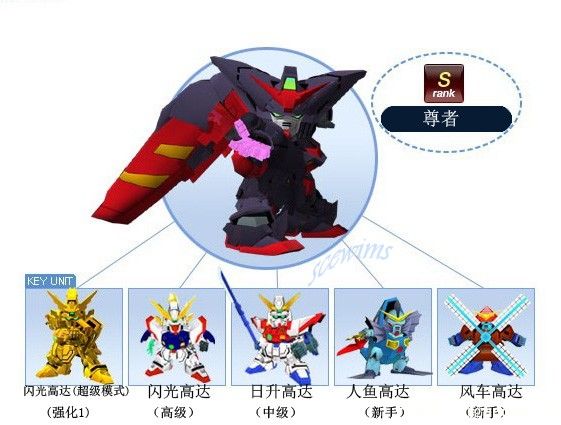 S
rank
尊者
sccwims
KEY UNIT
闪光高达(超级模式)
(强化1)
闪光高达
(高级)
日升高达
(中级)
人鱼高达
(新手)
风车高达
(新手)